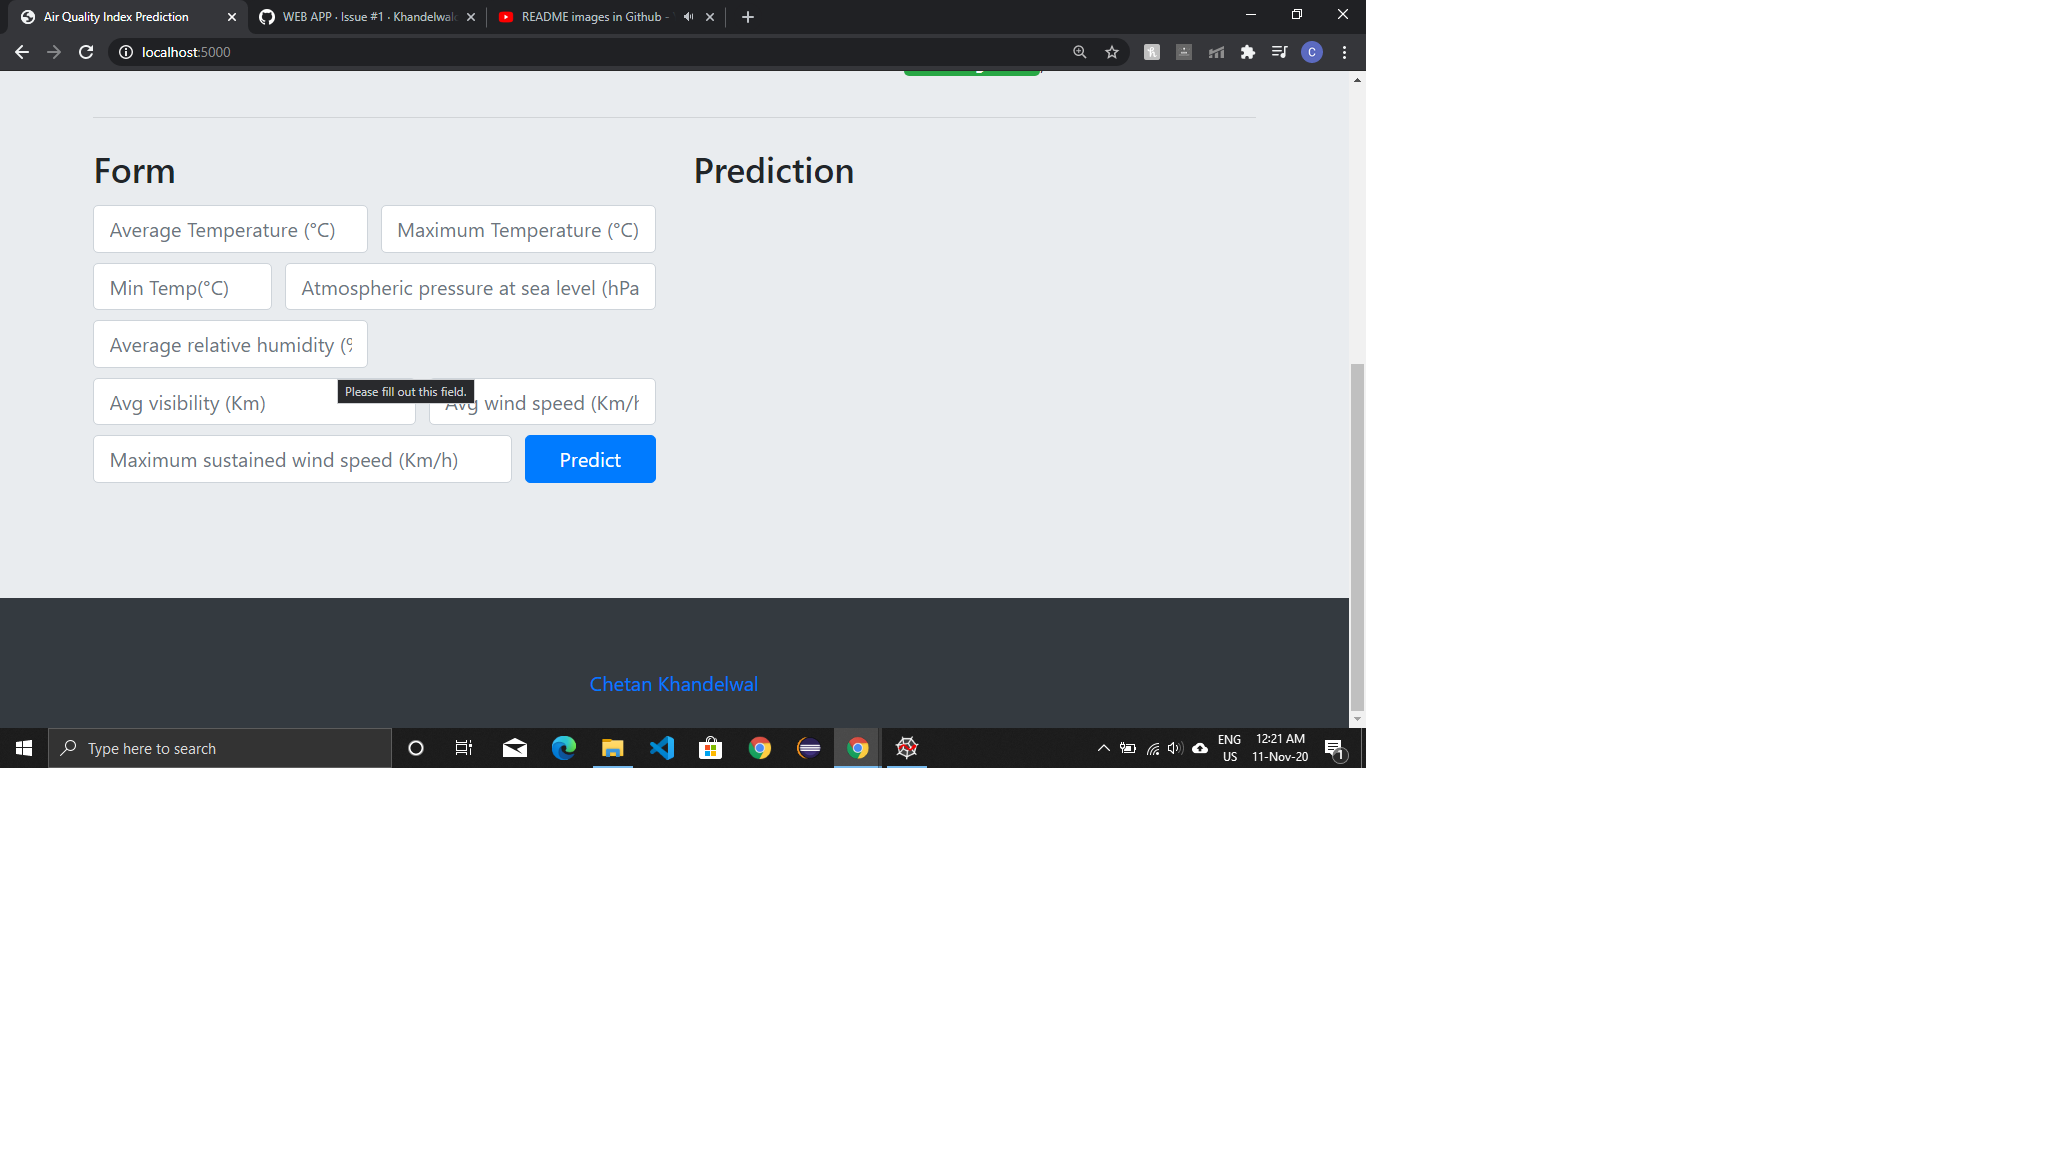 Air Quality Index Prediction
WEB APP · Issue #1 · Khandelwal
README images in Github -
localhost:5000
C
Form
Prediction
Average Temperature (°C)
Maximum Temperature (°C)
Min Temp(°C)
Atmospheric pressure at sea level (hPa
Average relative humidity (%
Please fill out this field.
Avg visibility (Km)
Avg wind speed (Km/h
Maximum sustained wind speed (Km/h)
Predict
Chetan Khandelwal
Type here to search
ENG
US
12:21 AM
11-Nov-20
1